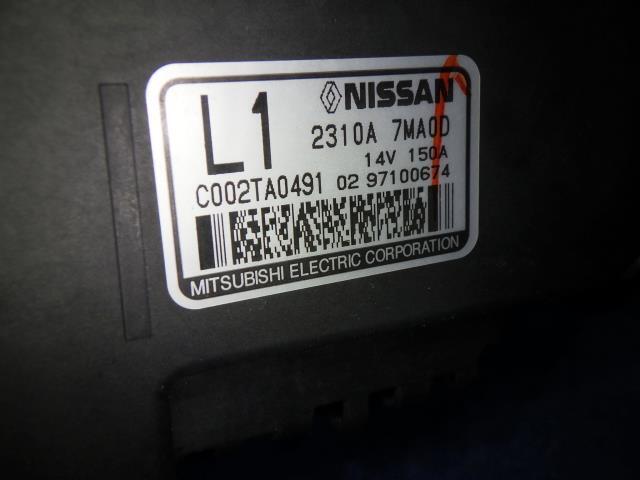 L1
NISSAN
2310A 7MA0D
14V 150A
C002TA0491 02 97100674
MITSUBISHI ELECTRIC CORPORATION